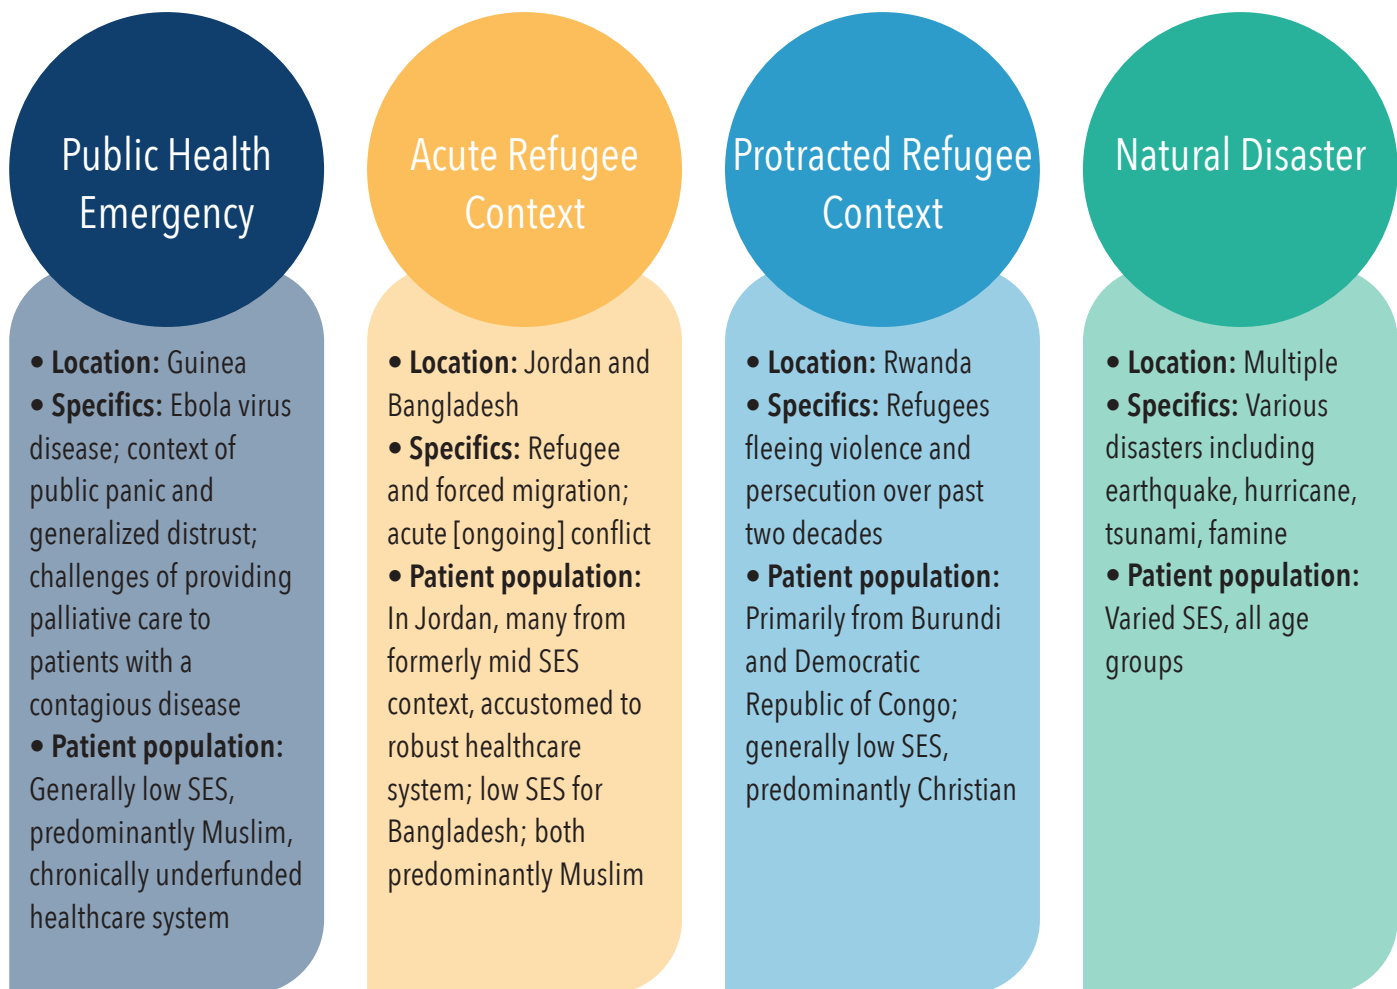 Public Health
Emergency
• Location: Guinea
• Specifics: Ebola virus
disease; context of
public panic and
generalized distrust;
challenges of providing
palliative care to
patients with a
contagious disease
• Patient population:
Generally low SES,
predominantly Muslim,
chronically underfunded
healthcare system
Acute Refugee
Context
• Location: Jordan and
Bangladesh
• Specifics: Refugee
and forced migration;
acute [ongoing] conflict
• Patient population:
In Jordan, many from
formerly mid SES
context, accustomed to
robust healthcare
system; low SES for
Bangladesh; both
predominantly Muslim
Protracted Refugee
Context
• Location: Rwanda
• Specifics: Refugees
fleeing violence and
persecution over past
two decades
• Patient population:
Primarily from Burundi
and Democratic
Republic of Congo;
generally low SES,
predominantly Christian
Natural Disaster
• Location: Multiple
• Specifics: Various
disasters including
earthquake, hurricane,
tsunami, famine
• Patient population:
Varied SES, all age
groups